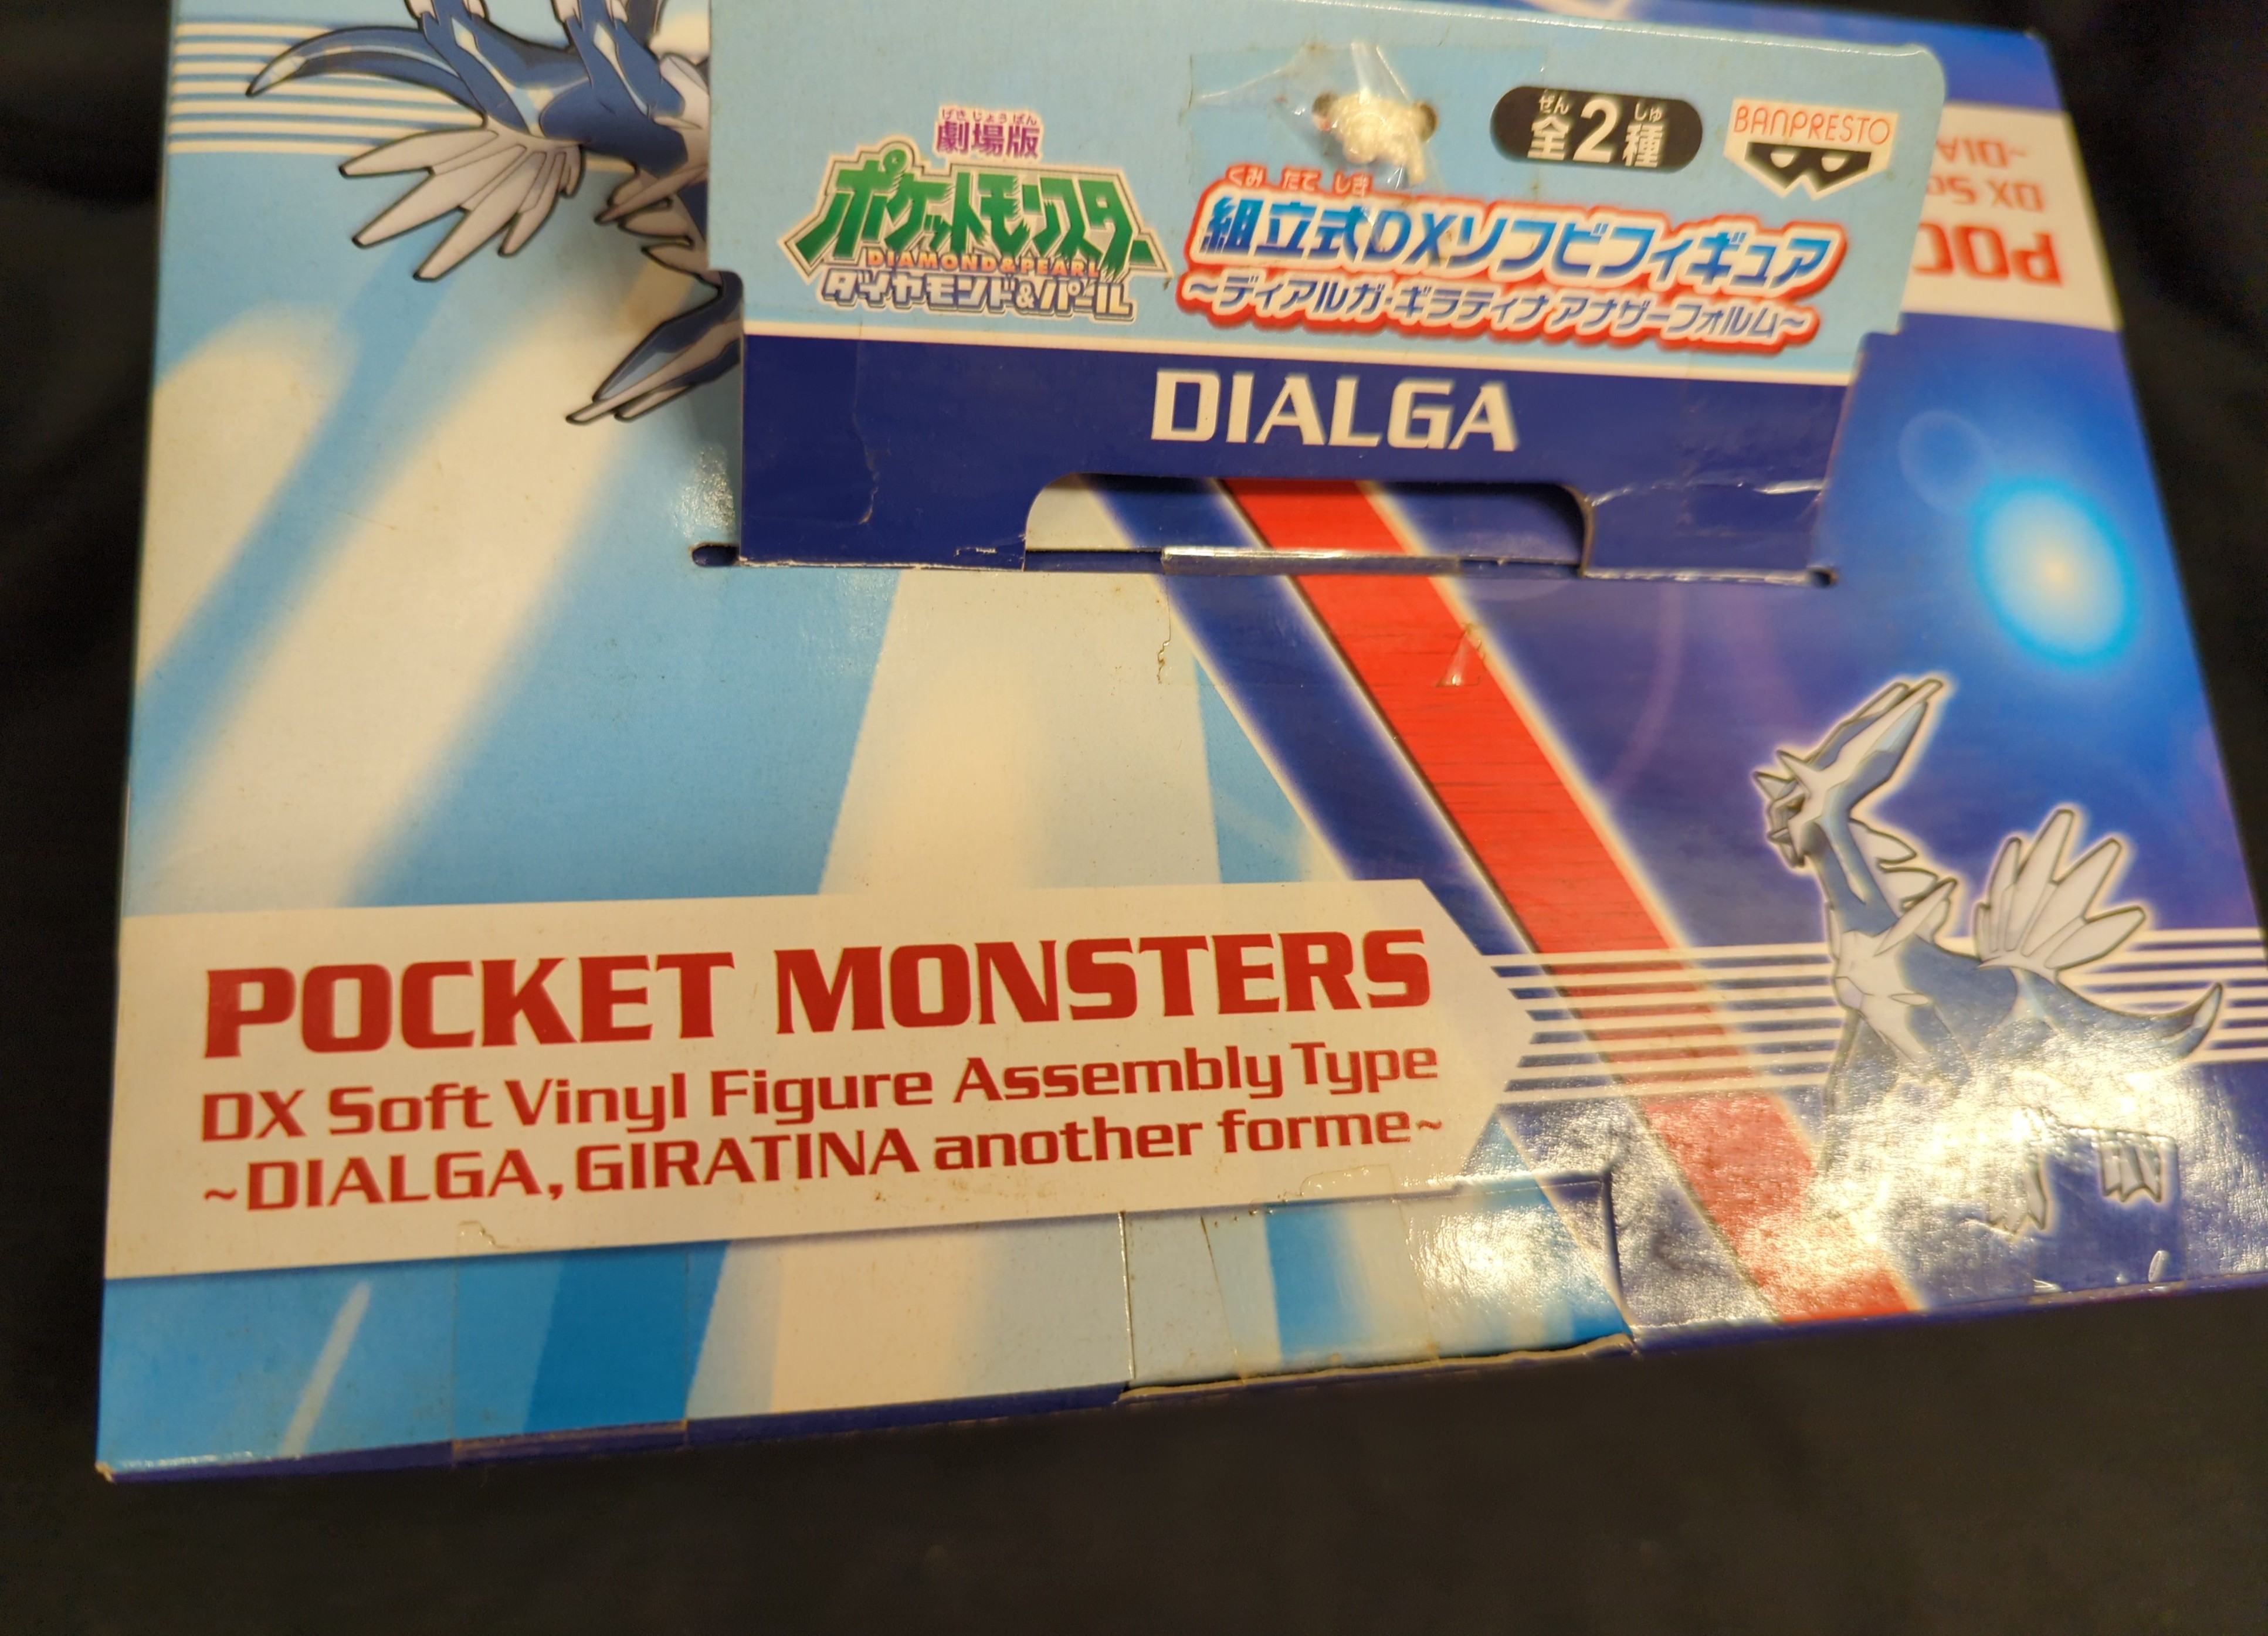 げきじょうばん
劇場版
ポケットモンスター
DIAMOND&PEARL
ダイヤモンド&パール
ぜん しゅ
全2種
BANPRESTO
くみ たて しき
組立式DXソフビフィギュア
~ディアルガ・ギラティナ アナザーフォルム~
DIALGA
POCKET MONSTERS
DX Soft Vinyl Figure Assembly Type
~DIALGA, GIRATINA another forme~
POC
DX So
~DIA